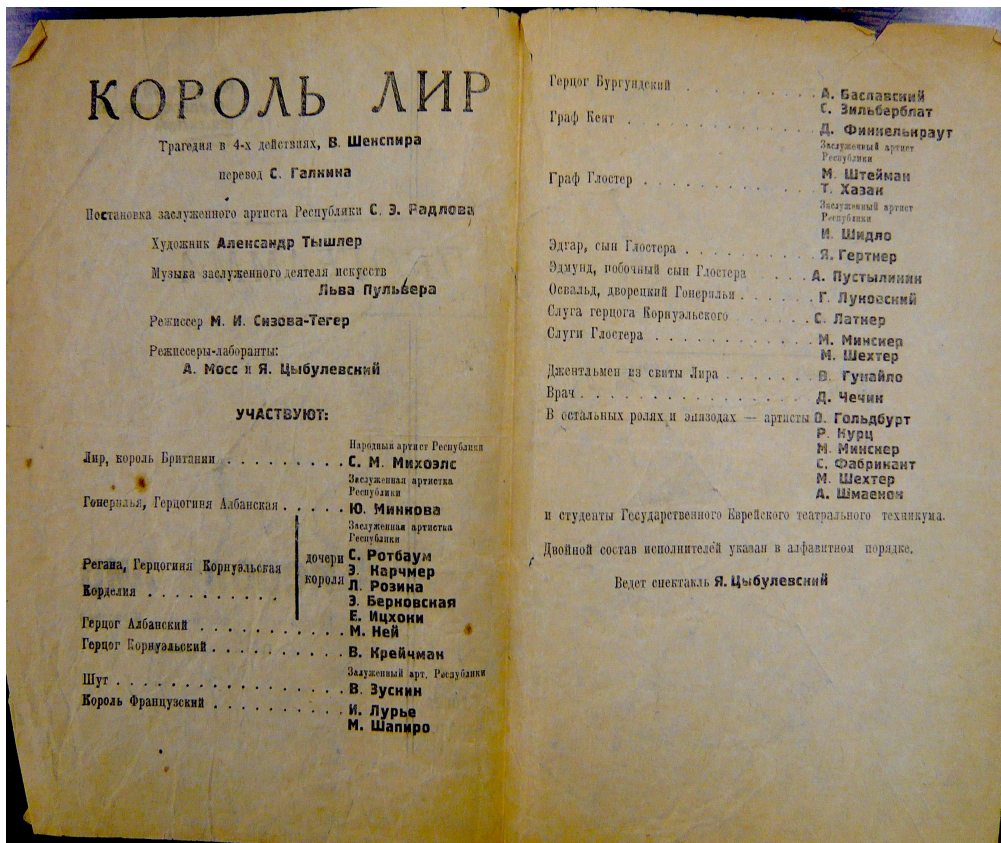 КОРОЛЬ ЛИР
Трагедия в 4-х действиях, В. Шекспира
перевод С. Галкина
Постановка заслуженного артиста Республики С. Э. Радлова
Художник Александр Тышлер
Музыка заслуженного деятеля искусств
Льва Пульвера
Режиссер М. И. Сизова-Тегер
Режиссеры-лаборанты:
А. Мосс и Я. Цыбулевский
УЧАСТВУЮТ:
Народный артист Республики
Лир, король Британии . . . . . . . . . С. М. Михоэлс
Заслуженная артистка
Республики
Гонерилья, Герцогиня Албанская . . . . . Ю. Минкова
Заслуженная артистка
Республики
дочери С. Ротбаум
Регана, Герцогиня Корнуэльская Э. Карчмер
короля Л. Розина
Корделия . . . . . . . . . . Э. Берковская
Е. Ицхоки
Герцог Албанский . . . . . . . . . . . М. Ней
Герцог Корнуэльский . . . . . . . . . . В. Крейчман
Залуженный арт. Республики
Шут . . . . . . . . . . . . . . . . . В. Зускин
Король Французский . . . . . . . . . . И. Лурье
М. Шапиро
Герцог Бургундский . . . . . . А. Баславский
С. Зильберблат
Граф Кент . . . . . . . . . . . Д. Финкелькраут
Заслуженный артист
Республики
М. Штейман
Граф Глостер . . . . . . . . . . Т. Хазак
Заслуженный артист
Республики
И. Шидло
Эдгар, сын Глостера . . . . . . . . Я. Гертнер
Эдмунд, побочный сын Глостера . . . . А. Пустыльник
Освальд, дворецкий Гонерильи . . . . . . Г. Луковский
Слуга герцога Корнуэльского . . . . . . С. Латнер
Слуги Глостера . . . . . . . . . . . М. Минскер
М. Шехтер
Джентльмен из свиты Лира . . . . . . . В. Гукайло
Врач . . . . . . . . . . . . . . . . Д. Чечик
В остальных ролях и эпизодах — артисты О. Гольдбурт
Р. Курц
М. Минскер
С. Фабрикант
М. Шехтер
А. Шмаенок
и студенты Государственного Еврейского театрального техникума.
Двойной состав исполнителей указан в алфавитном порядке.
Ведет спектакль Я. Цыбулевский